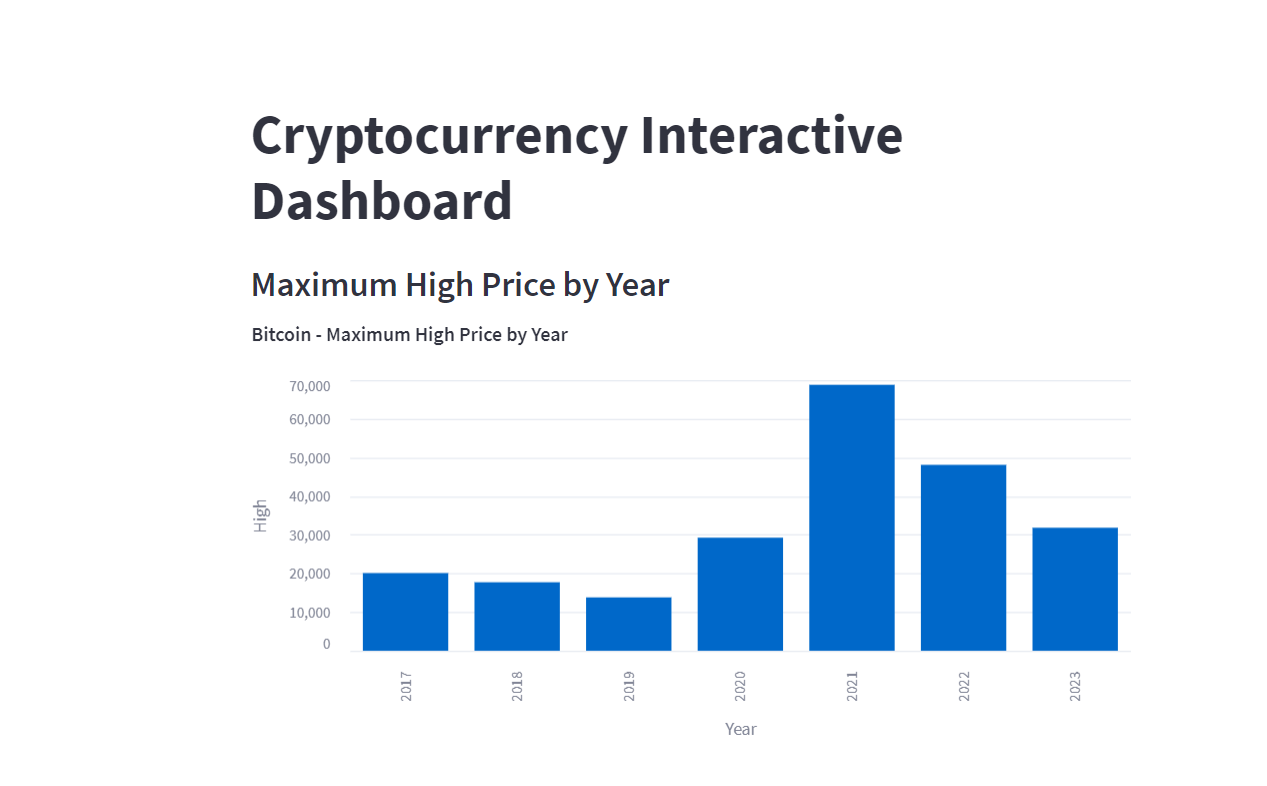 Cryptocurrency Interactive
Dashboard
Maximum High Price by Year
Bitcoin - Maximum High Price by Year
70,000
60,000
50,000
40,000
30,000
20,000
10,000
0
High
2017
2018
2019
2020
2021
2022
2023
Year